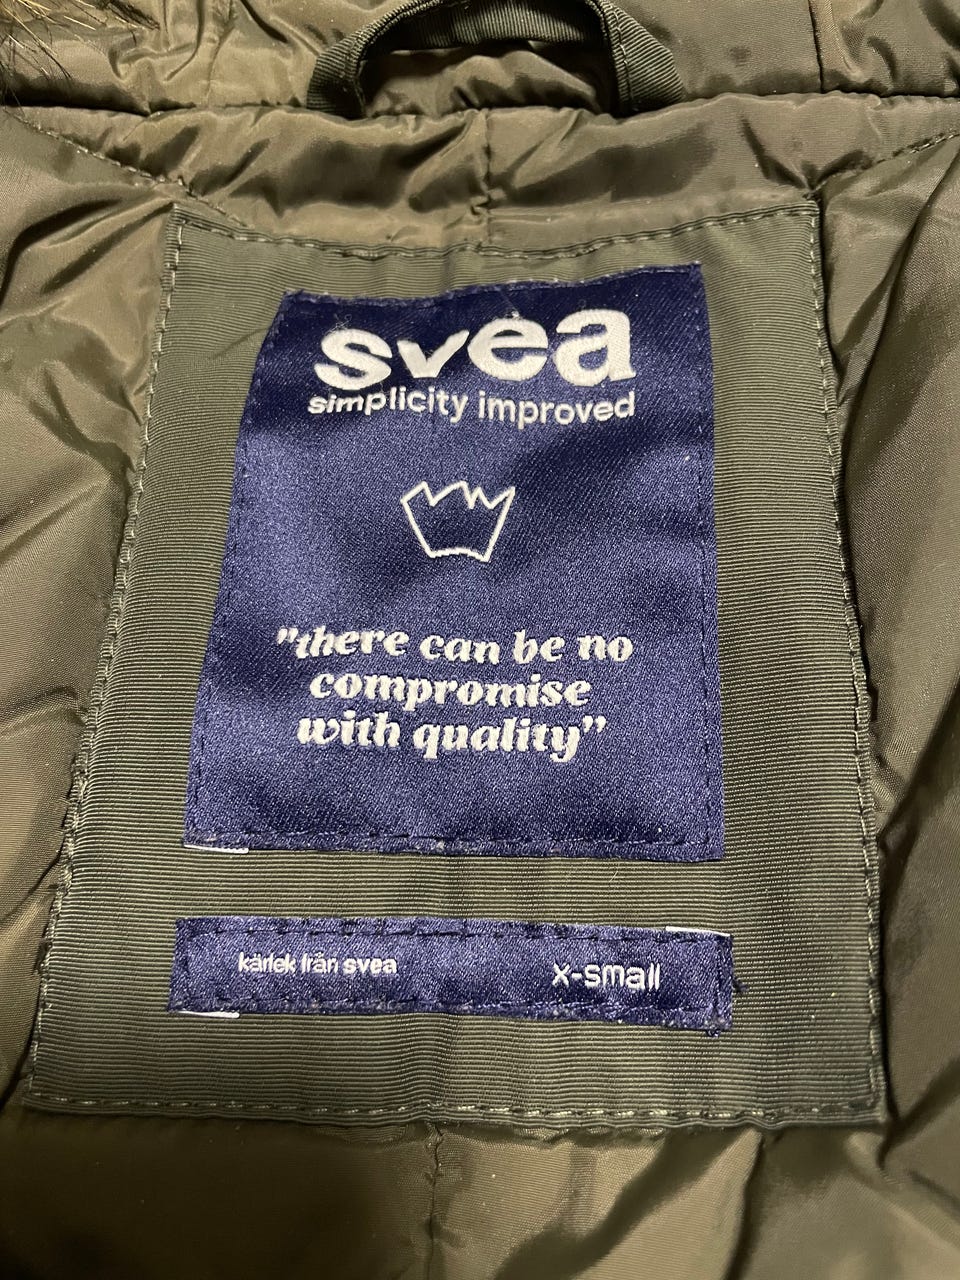 svea
simplicity improved
"there can be no
compromise
with quality”
kärlek från svea
x-small